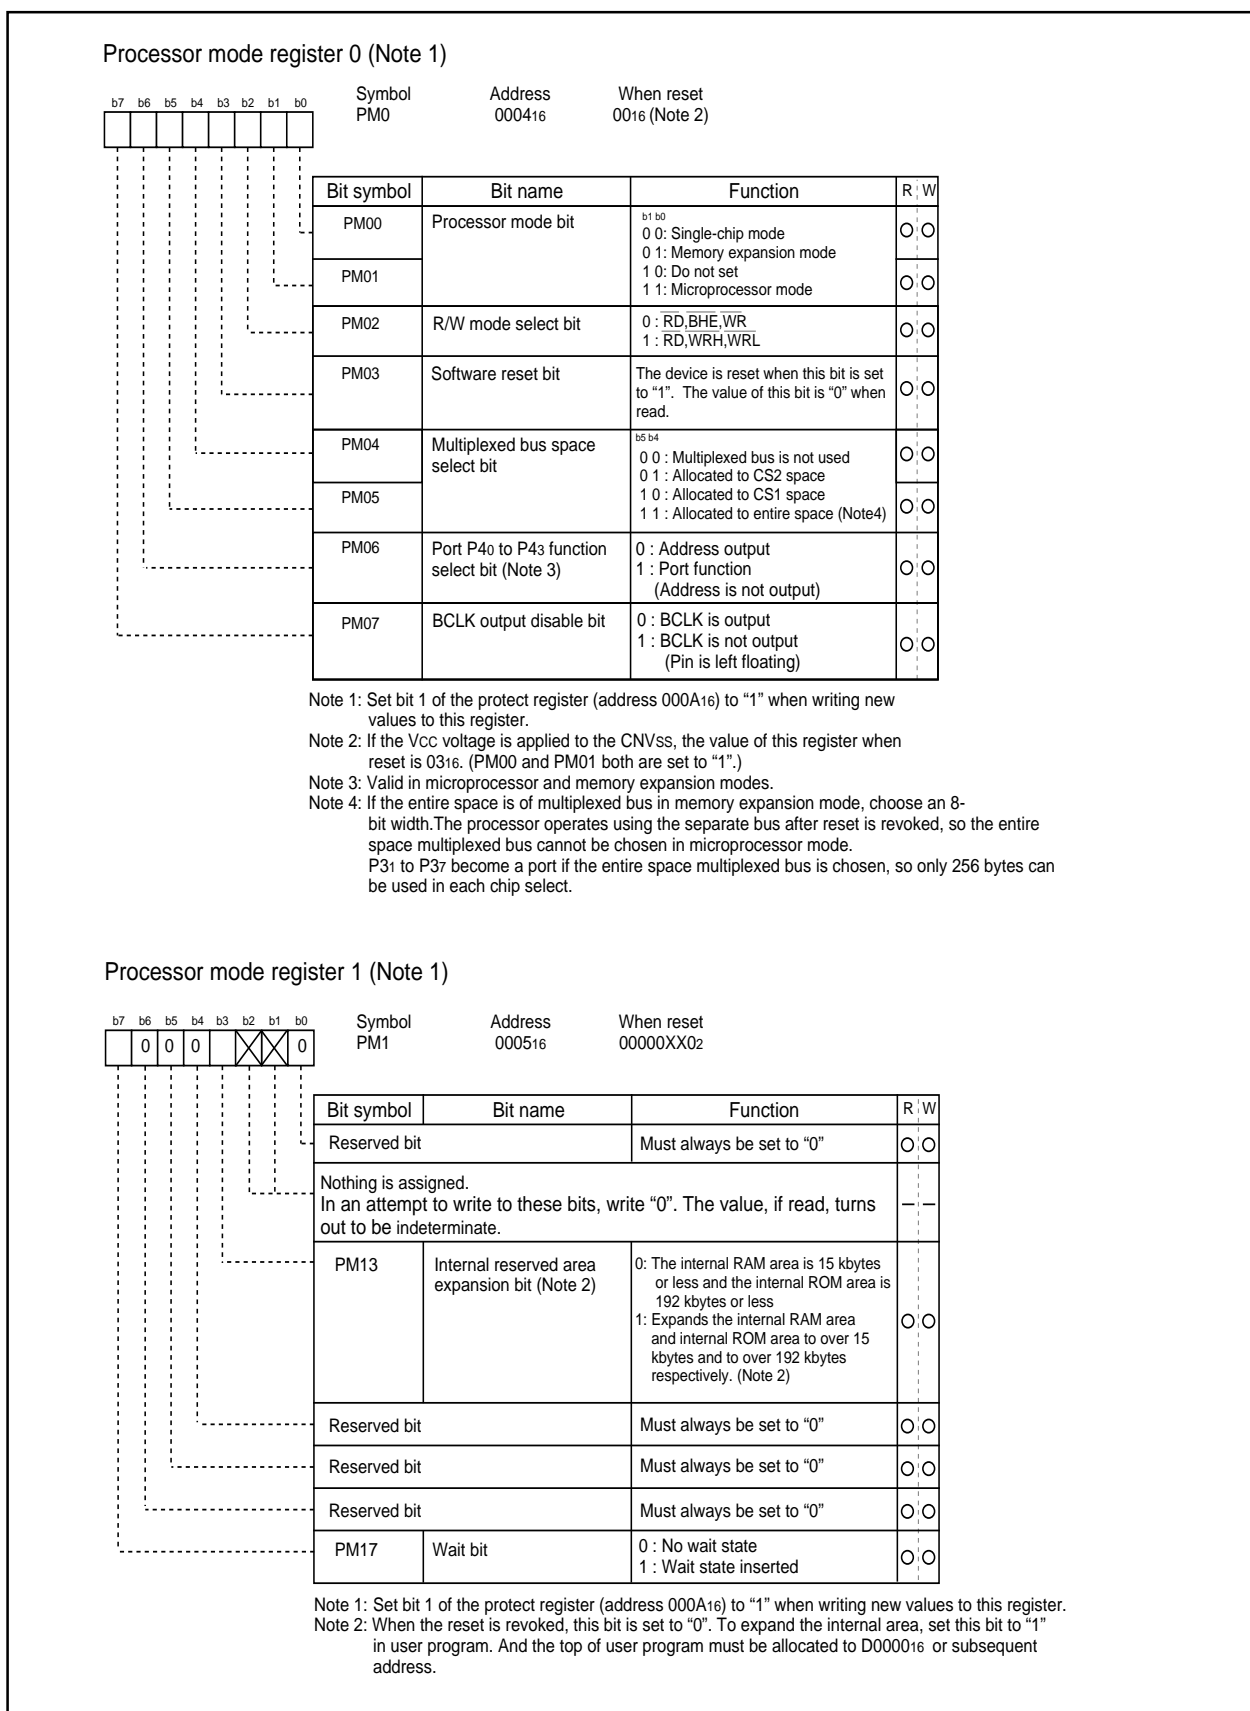 Processor mode register 0 (Note 1)
Symbol Address When reset
PM0 000416 0016 (Note 2)
b7 b6 b5 b4 b3 b2 b1 b0
Bit symbol Bit name Function R W
PM00 Processor mode bit
b1 b0
0 0: Single-chip mode
0 1: Memory expansion mode
1 0: Do not set
1 1: Microprocessor mode
PM01
PM02 R/W mode select bit
0 : RD,BHE,WR
1 : RD,WRH,WRL
PM03 Software reset bit
The device is reset when this bit is set
to “1”. The value of this bit is “0” when
read.
PM04 Multiplexed bus space
select bit
b5 b4
0 0 : Multiplexed bus is not used
0 1 : Allocated to CS2 space
1 0 : Allocated to CS1 space
1 1 : Allocated to entire space (Note4)
PM05
PM06 Port P40 to P43 function
select bit (Note 3)
0 : Address output
1 : Port function
(Address is not output)
PM07 BCLK output disable bit
0 : BCLK is output
1 : BCLK is not output
(Pin is left floating)
Note 1: Set bit 1 of the protect register (address 000A16) to “1” when writing new
values to this register.
Note 2: If the VCC voltage is applied to the CNVSS, the value of this register when
reset is 0316. (PM00 and PM01 both are set to “1”.)
Note 3: Valid in microprocessor and memory expansion modes.
Note 4: If the entire space is of multiplexed bus in memory expansion mode, choose an 8-
bit width.The processor operates using the separate bus after reset is revoked, so the entire
space multiplexed bus cannot be chosen in microprocessor mode.
P31 to P37 become a port if the entire space multiplexed bus is chosen, so only 256 bytes can
be used in each chip select.
Processor mode register 1 (Note 1)
Symbol Address When reset
PM1 000516 00000XX02
b7 b6 b5 b4 b3 b2 b1 b0
0 0 0 0
Bit symbol Bit name Function R W
Reserved bit Must always be set to “0”
Nothing is assigned.
In an attempt to write to these bits, write “0”. The value, if read, turns
out to be indeterminate.
PM13 Internal reserved area
expansion bit (Note 2)
0: The internal RAM area is 15 kbytes
or less and the internal ROM area is
192 kbytes or less
1: Expands the internal RAM area
and internal ROM area to over 15
kbytes and to over 192 kbytes
respectively. (Note 2)
Reserved bit Must always be set to “0”
Reserved bit Must always be set to “0”
Reserved bit Must always be set to “0”
PM17 Wait bit
0 : No wait state
1 : Wait state inserted
Note 1: Set bit 1 of the protect register (address 000A16) to “1” when writing new values to this register.
Note 2: When the reset is revoked, this bit is set to “0”. To expand the internal area, set this bit to “1”
in user program. And the top of user program must be allocated to D000016 or subsequent
address.